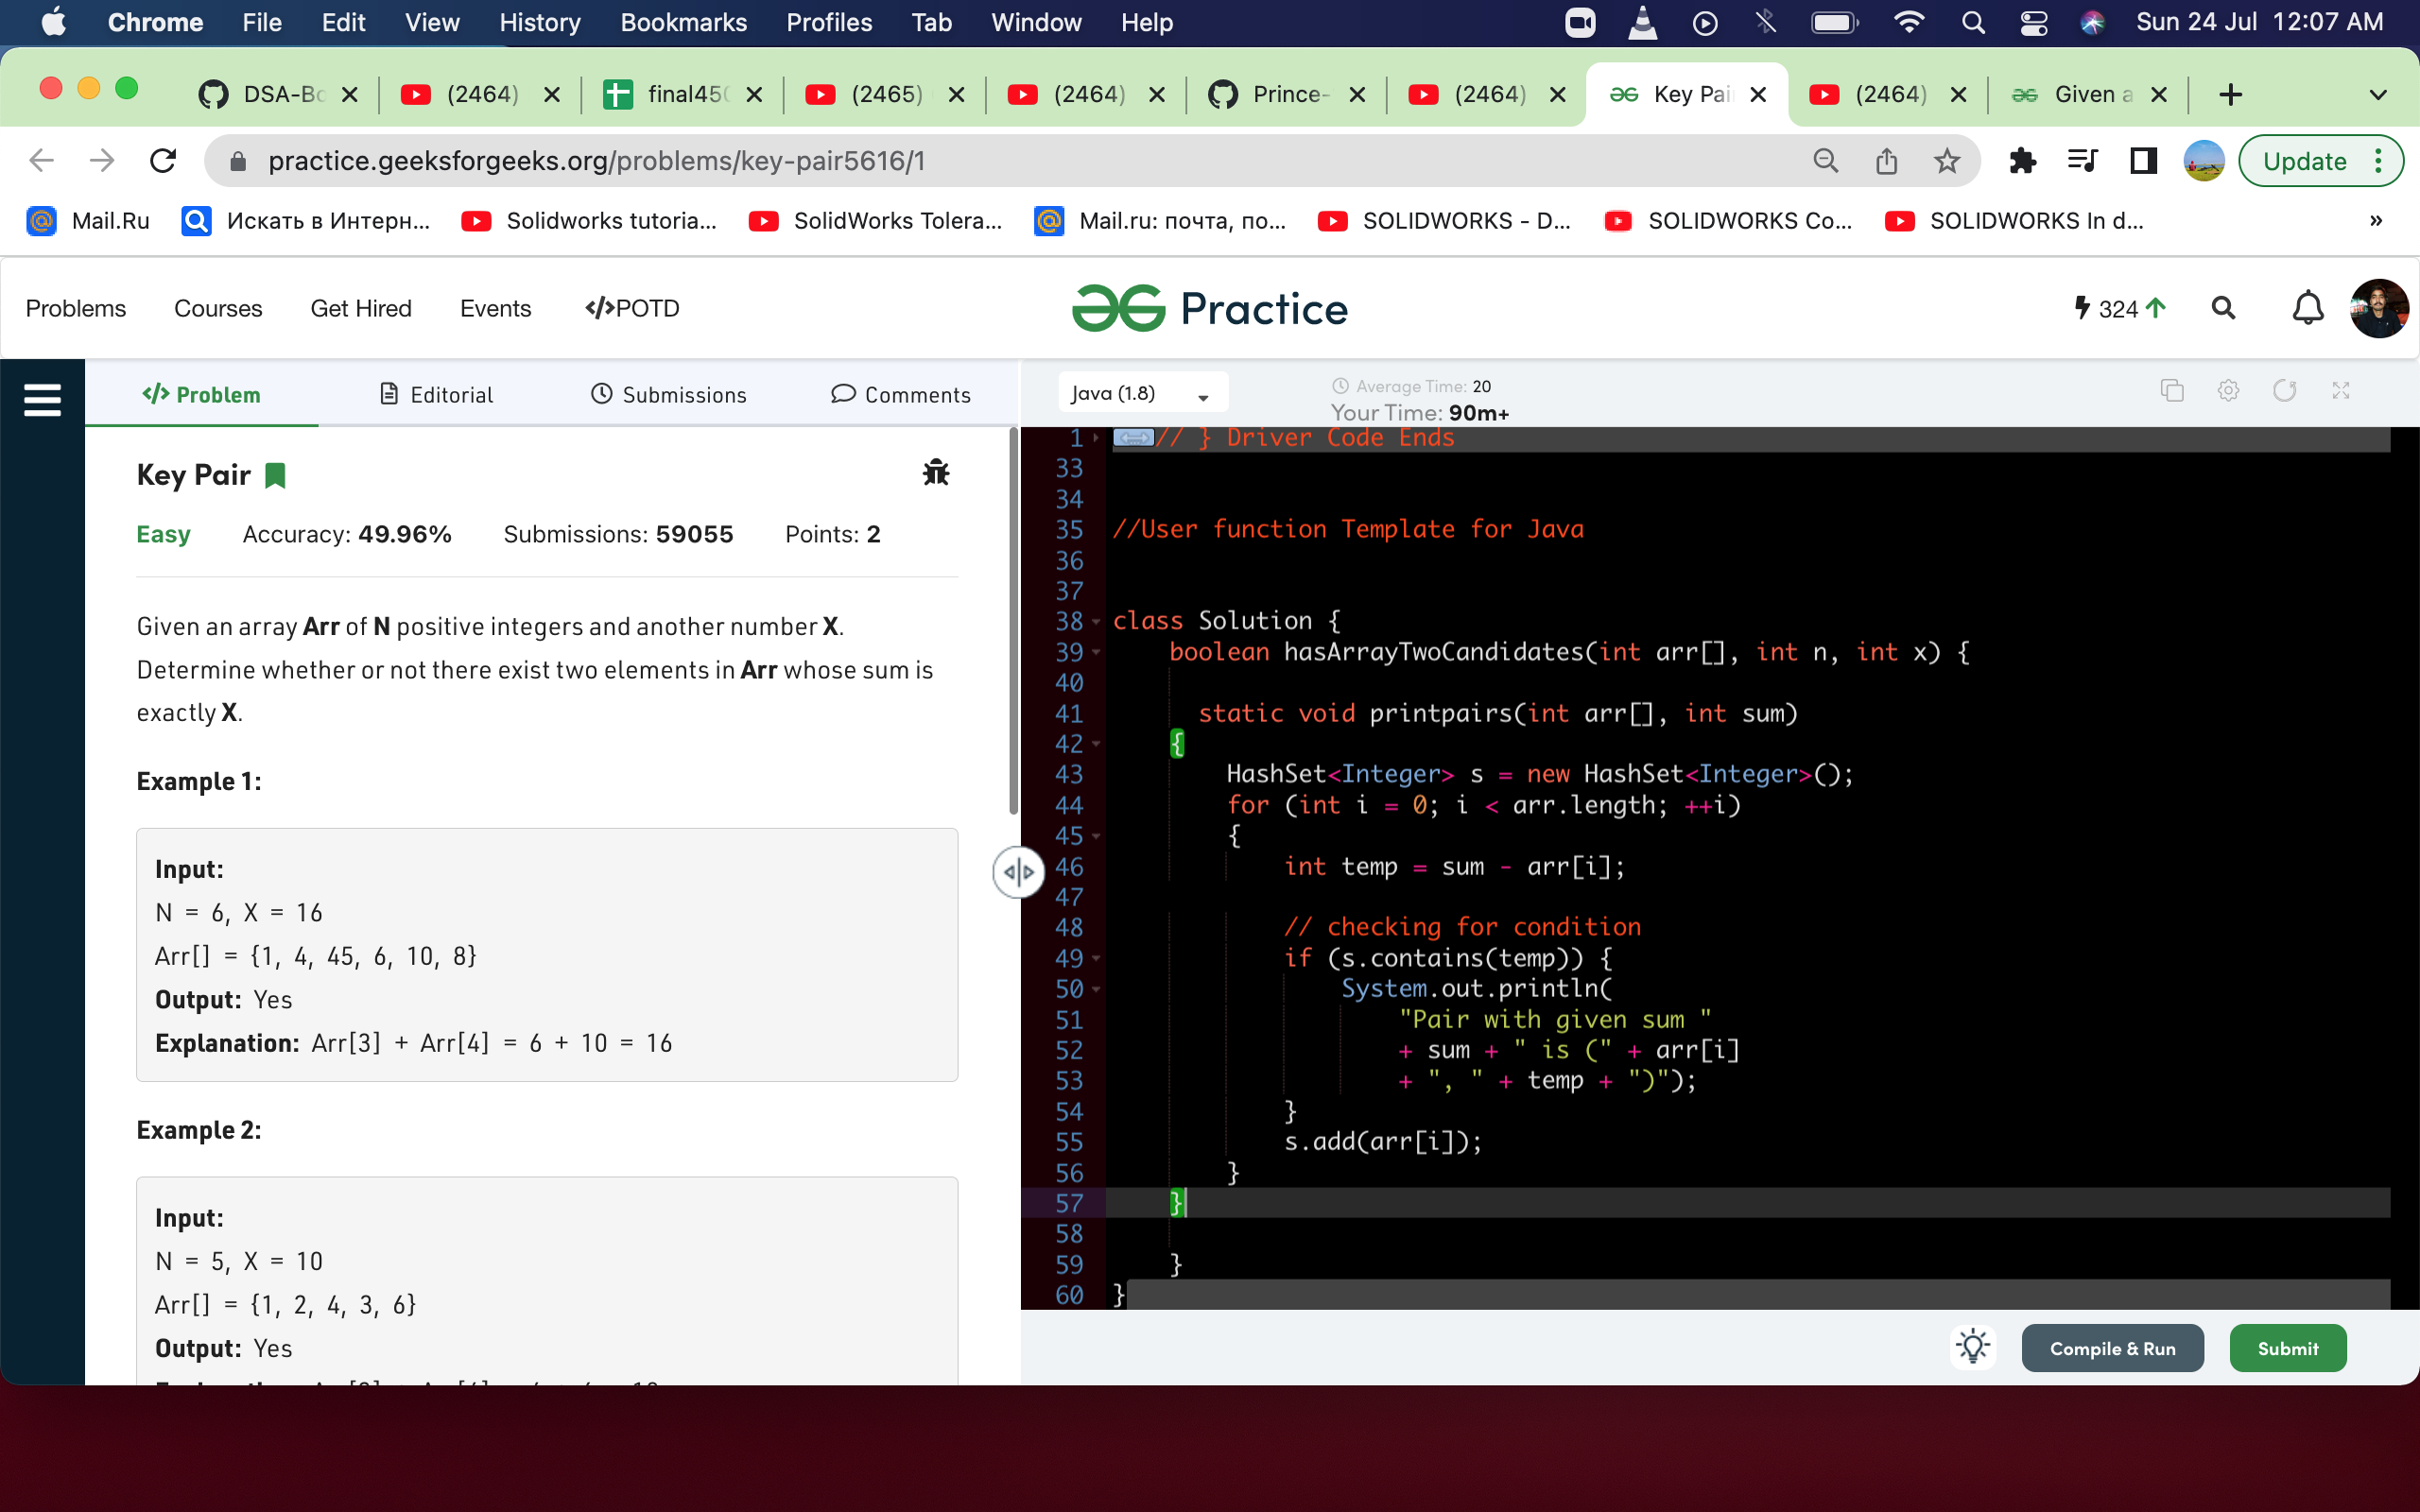 Chrome File Edit View History Bookmarks Profiles Tab Window Help Sun 24 Jul 12:07 AM
DSA-Bo (2464) final450 (2465) (2464) Prince- (2464) Key Pai (2464) Given a
practice.geeksforgeeks.org/problems/key-pair5616/1 Update
Mail.Ru Искать в Интерн... Solidworks tutoria... SolidWorks Tolera... Mail.ru: почта, по... SOLIDWORKS - D... SOLIDWORKS Co... SOLIDWORKS In d... »
Problems Courses Get Hired Events </>POTD Practice 324
</> Problem Editorial Submissions Comments
Key Pair
Easy Accuracy: 49.96% Submissions: 59055 Points: 2
Given an array Arr of N positive integers and another number X.
Determine whether or not there exist two elements in Arr whose sum is
exactly X.
Example 1:
Input:
N = 6, X = 16
Arr[] = {1, 4, 45, 6, 10, 8}
Output: Yes
Explanation: Arr[3] + Arr[4] = 6 + 10 = 16
Example 2:
Input:
N = 5, X = 10
Arr[] = {1, 2, 4, 3, 6}
Output: Yes
Java (1.8)
Average Time: 20
Your Time: 90m+
1 // } Driver Code Ends
33
34
35 //User function Template for Java
36
37
38 class Solution {
39 boolean hasArrayTwoCandidates(int arr[], int n, int x) {
40
41 static void printpairs(int arr[], int sum)
42 {
43 HashSet<Integer> s = new HashSet<Integer>();
44 for (int i = 0; i < arr.length; ++i)
45 {
46 int temp = sum - arr[i];
47
48 // checking for condition
49 if (s.contains(temp)) {
50 System.out.println(
51 "Pair with given sum "
52 + sum + " is (" + arr[i]
53 + ", " + temp + ")");
54 }
55 s.add(arr[i]);
56 }
57 }
58
59 }
60 }
Compile & Run Submit